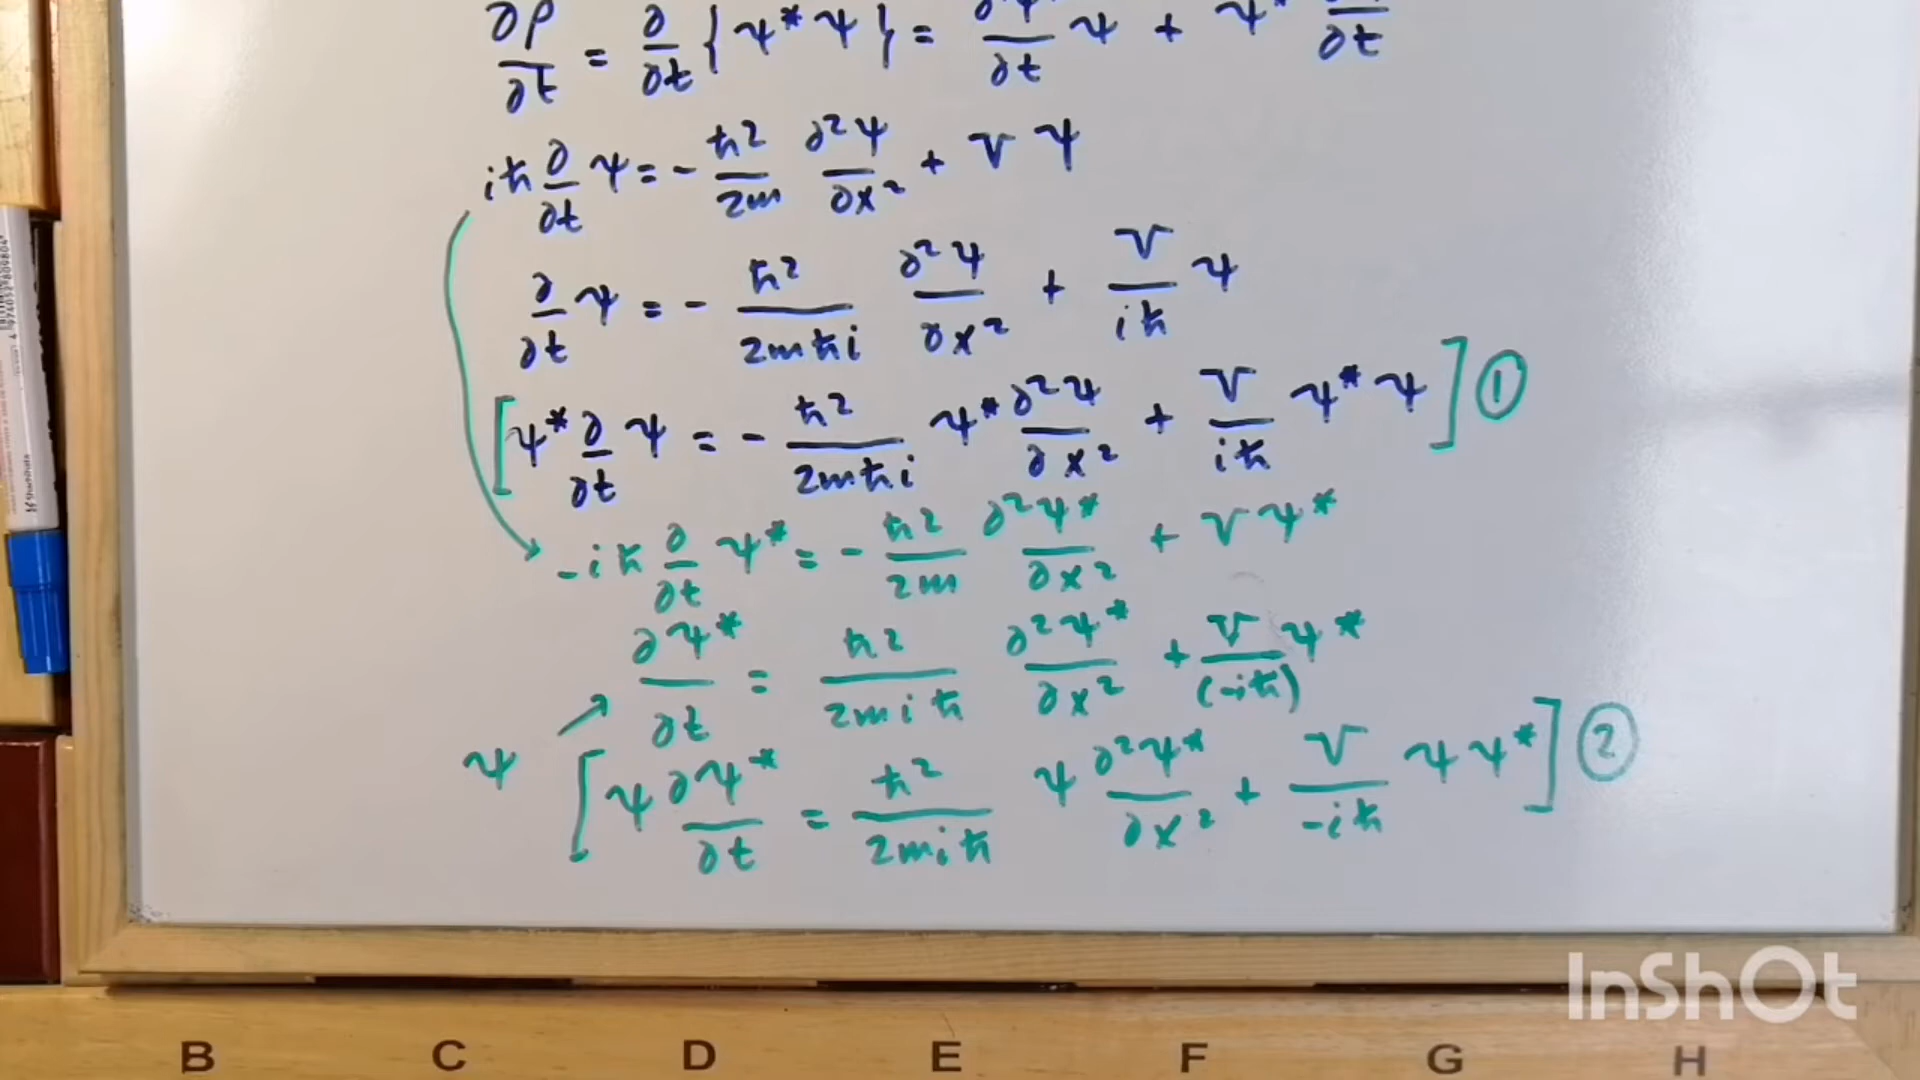 ∂ρ/∂t = ∂/∂t {ψ*ψ} = ∂ψ*/∂t ψ + ψ* ∂ψ/∂t
iħ ∂/∂t ψ = - ħ²/2m ∂²ψ/∂x² + V ψ
∂/∂t ψ = - ħ²/2mħi ∂²ψ/∂x² + V/iħ ψ
[ψ* ∂/∂t ψ = - ħ²/2mħi ψ* ∂²ψ/∂x² + V/iħ ψ*ψ] ①
-iħ ∂/∂t ψ* = - ħ²/2m ∂²ψ*/∂x² + Vψ*
∂ψ*/∂t = ħ²/2miħ ∂²ψ*/∂x² + V/(-iħ) ψ*
ψ [ψ ∂ψ*/∂t = ħ²/2miħ ψ ∂²ψ*/∂x² + V/-iħ ψψ*] ②
InShOt
B C D E F G H